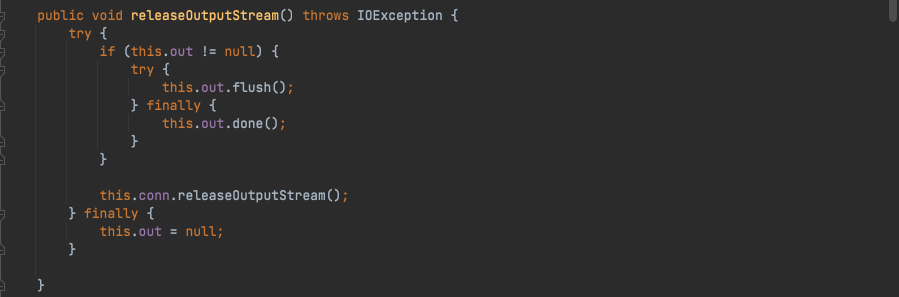 public void releaseOutputStream() throws IOException {
    try {
        if (this.out != null) {
            try {
                this.out.flush();
            } finally {
                this.out.done();
            }
        }

        this.conn.releaseOutputStream();
    } finally {
        this.out = null;
    }

}